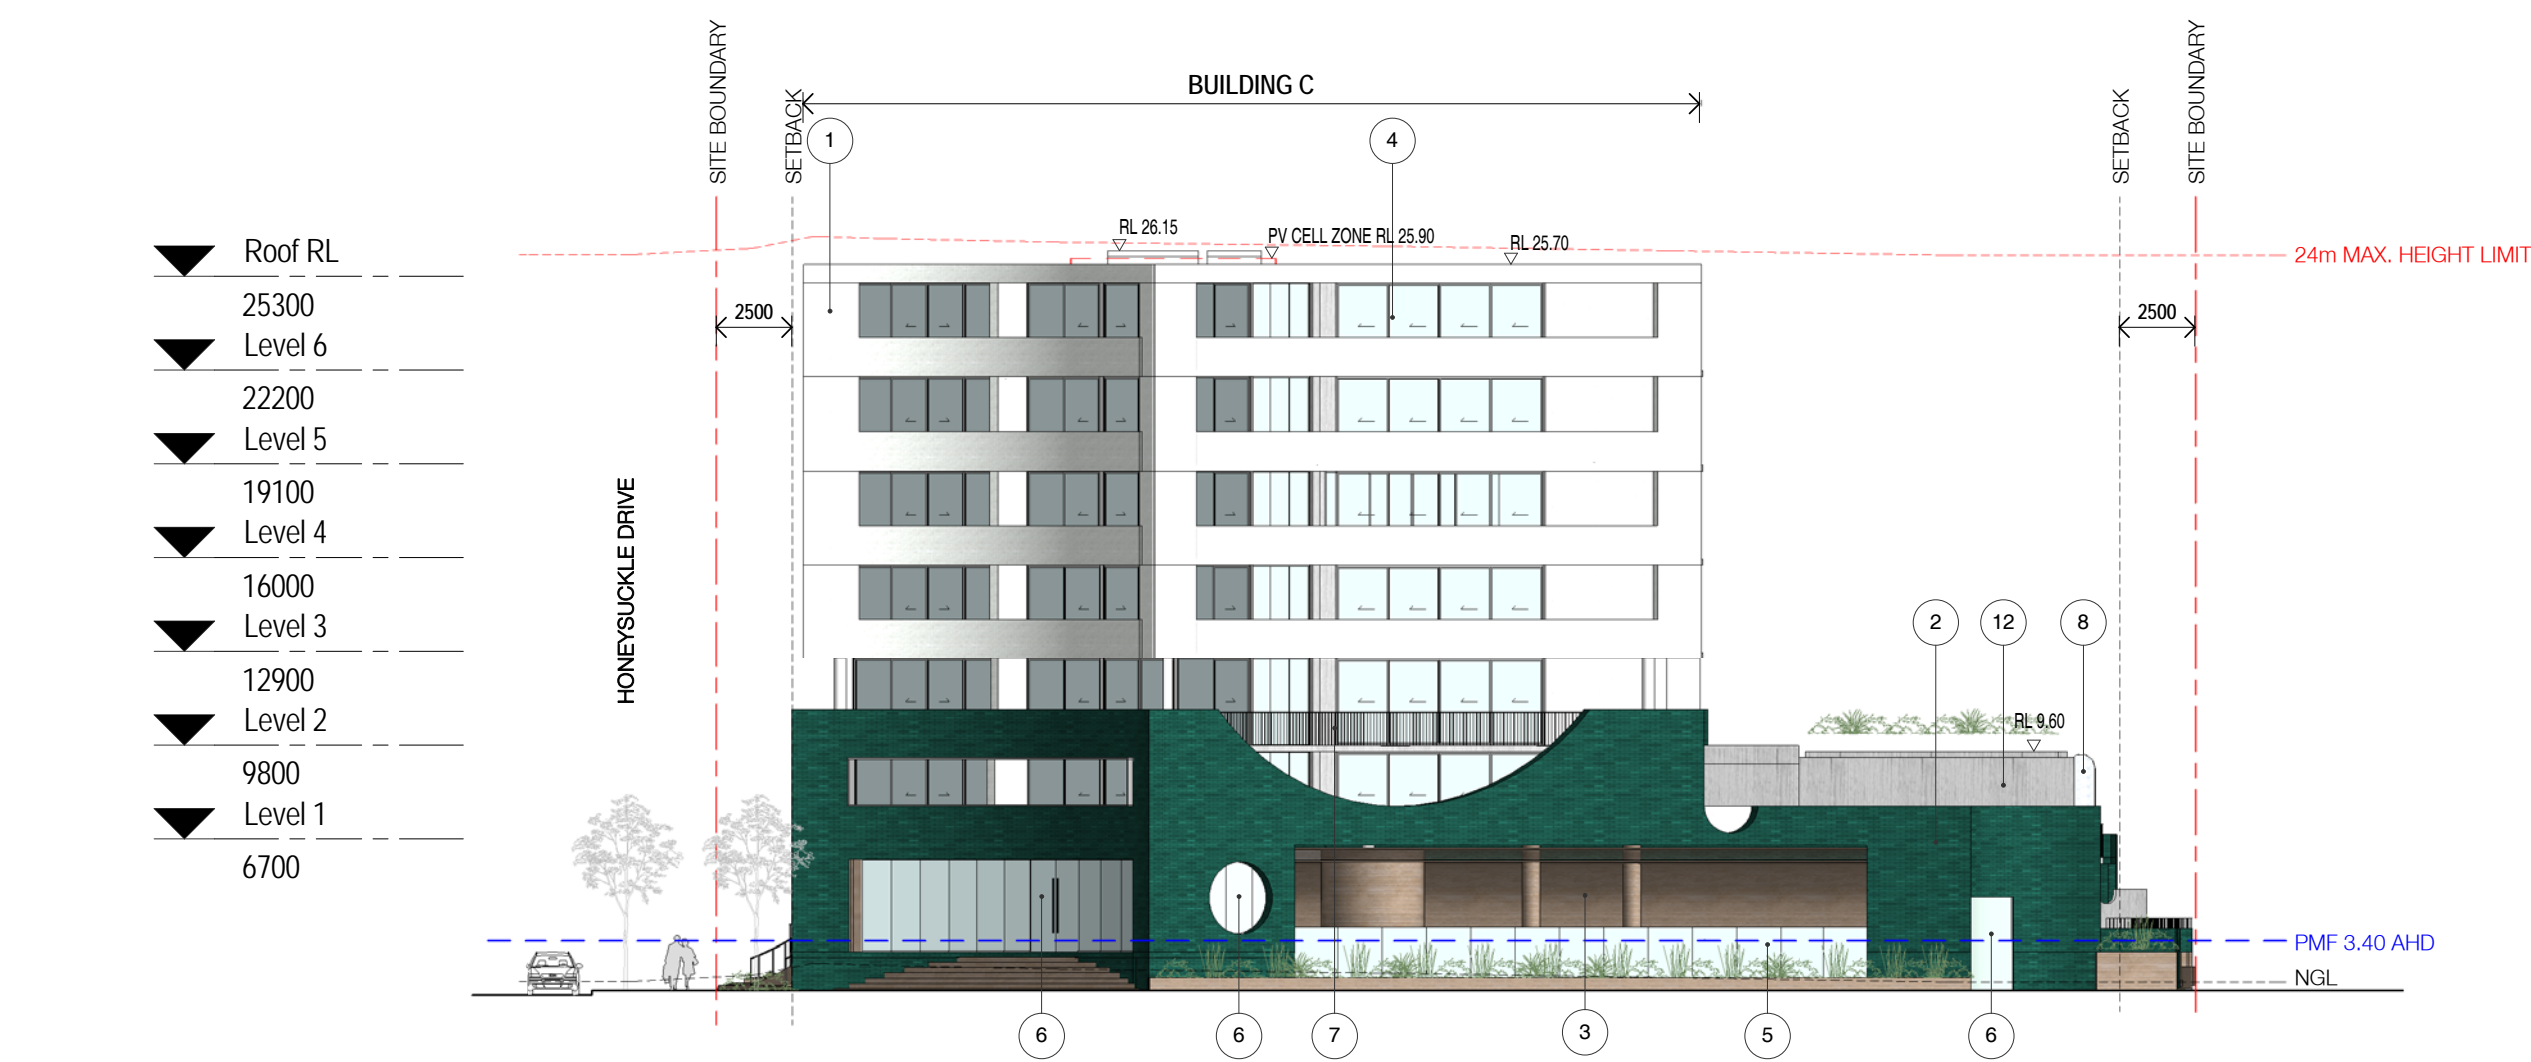 SITE BOUNDARY
SETBACK
BUILDING C
SETBACK
SITE BOUNDARY
1
4
RL 26.15
PV CELL ZONE RL 25.90
RL 25.70
24m MAX. HEIGHT LIMIT
Roof RL
25300
2500
2500
Level 6
22200
Level 5
19100
Level 4
16000
Level 3
12900
Level 2
9800
Level 1
6700
HONEYSUCKLE DRIVE
2
12
8
RL 9.60
PMF 3.40 AHD
NGL
6
6
7
3
5
6